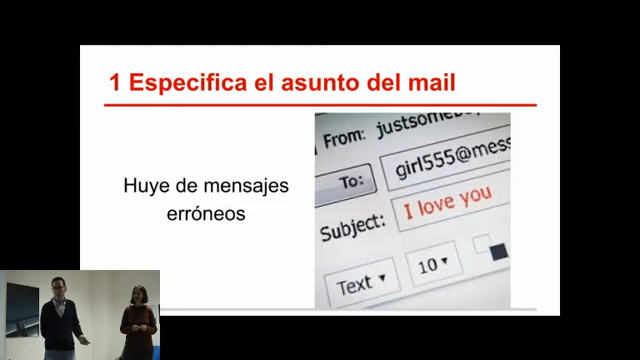 1 Especifica el asunto del mail
Huye de mensajes
erróneos
From:
To:
girl555@mess
Subject:
I love you
Text
10